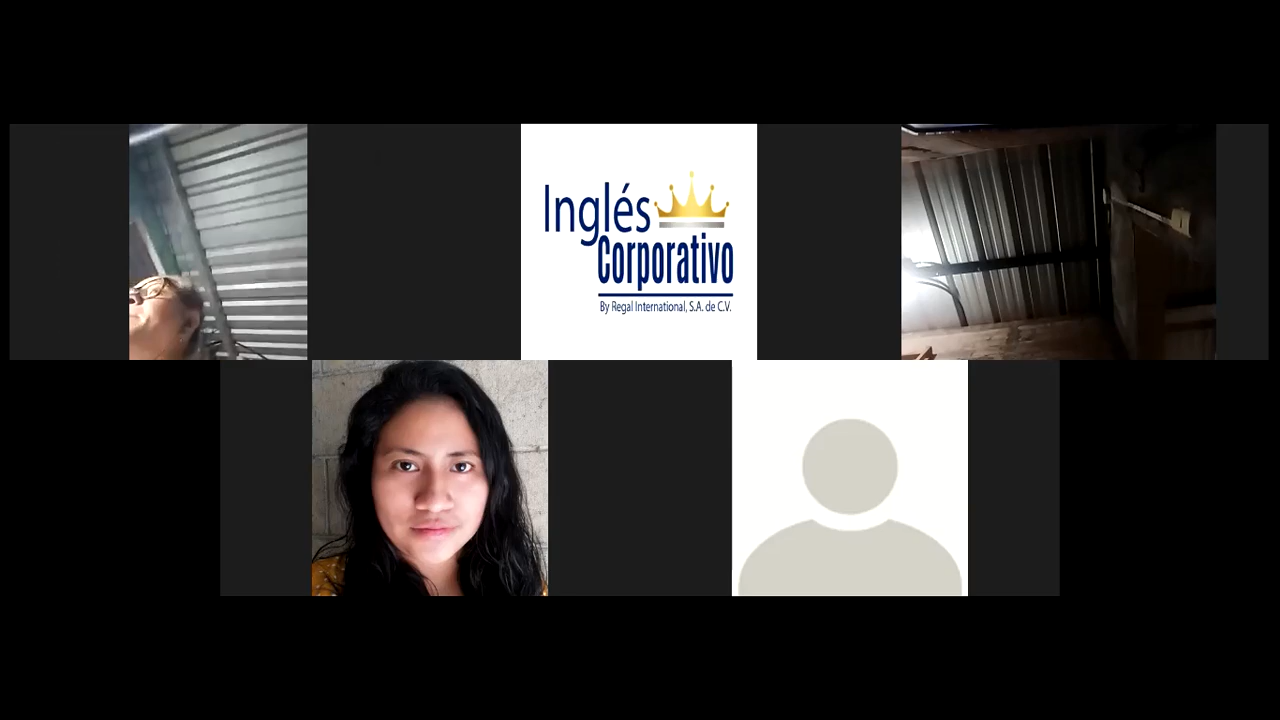 Inglés
Corporativo
By Regal International, S.A. de C.V.